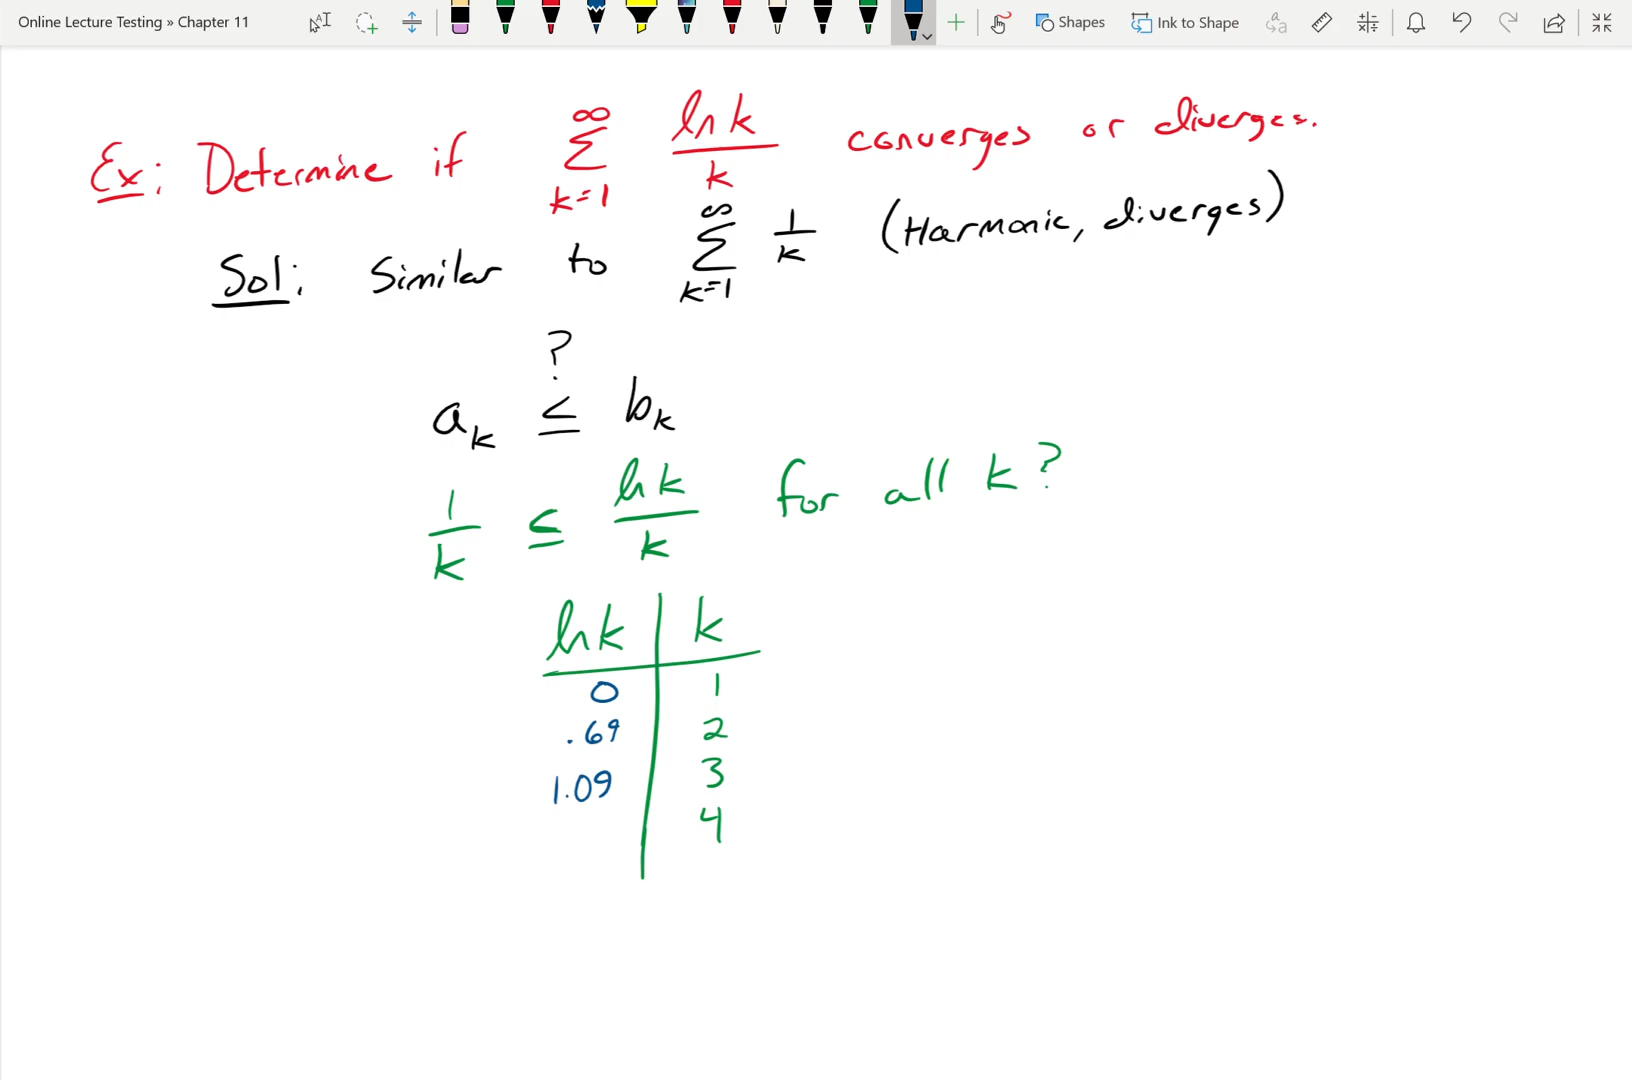 Online Lecture Testing » Chapter 11
Shapes
Ink to Shape
Ex: Determine if ∞ Σ k=1 ln k / k converges or diverges.
Sol: Similar to ∞ Σ k=1 1/k (Harmonic, diverges)
?
a_k ≤ b_k
1/k ≤ ln k / k for all k?
ln k | k
0 | 1
.69 | 2
1.09 | 3
4